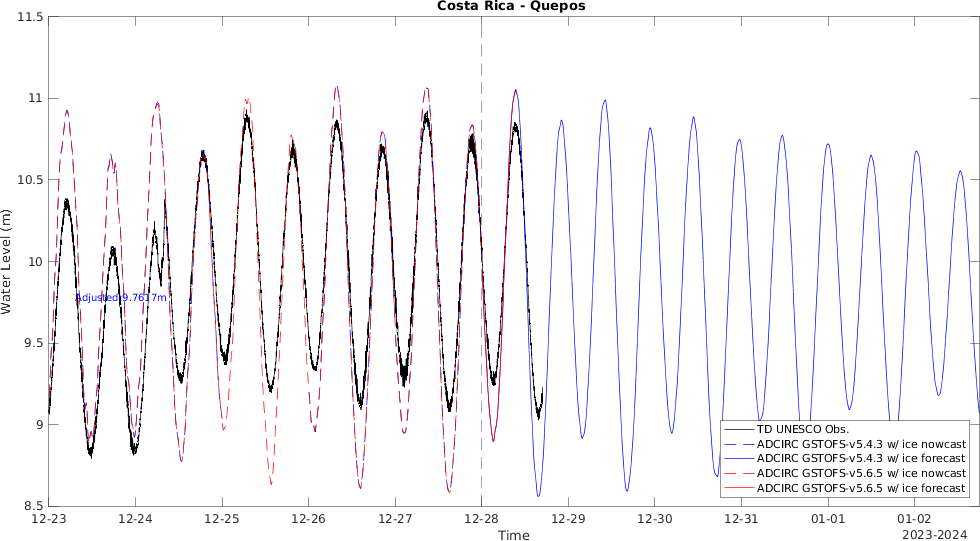 Costa Rica - Quepos
11.5
11
10.5
10
9.5
9
8.5
Water Level (m)
Adjusted:9.7617m
TD UNESCO Obs.
ADCIRC GSTOFS-v5.4.3 w/ ice nowcast
ADCIRC GSTOFS-v5.4.3 w/ ice forecast
ADCIRC GSTOFS-v5.6.5 w/ ice nowcast
ADCIRC GSTOFS-v5.6.5 w/ ice forecast
12-23 12-24 12-25 12-26 12-27 12-28 12-29 12-30 12-31 01-01 01-02
Time
2023-2024